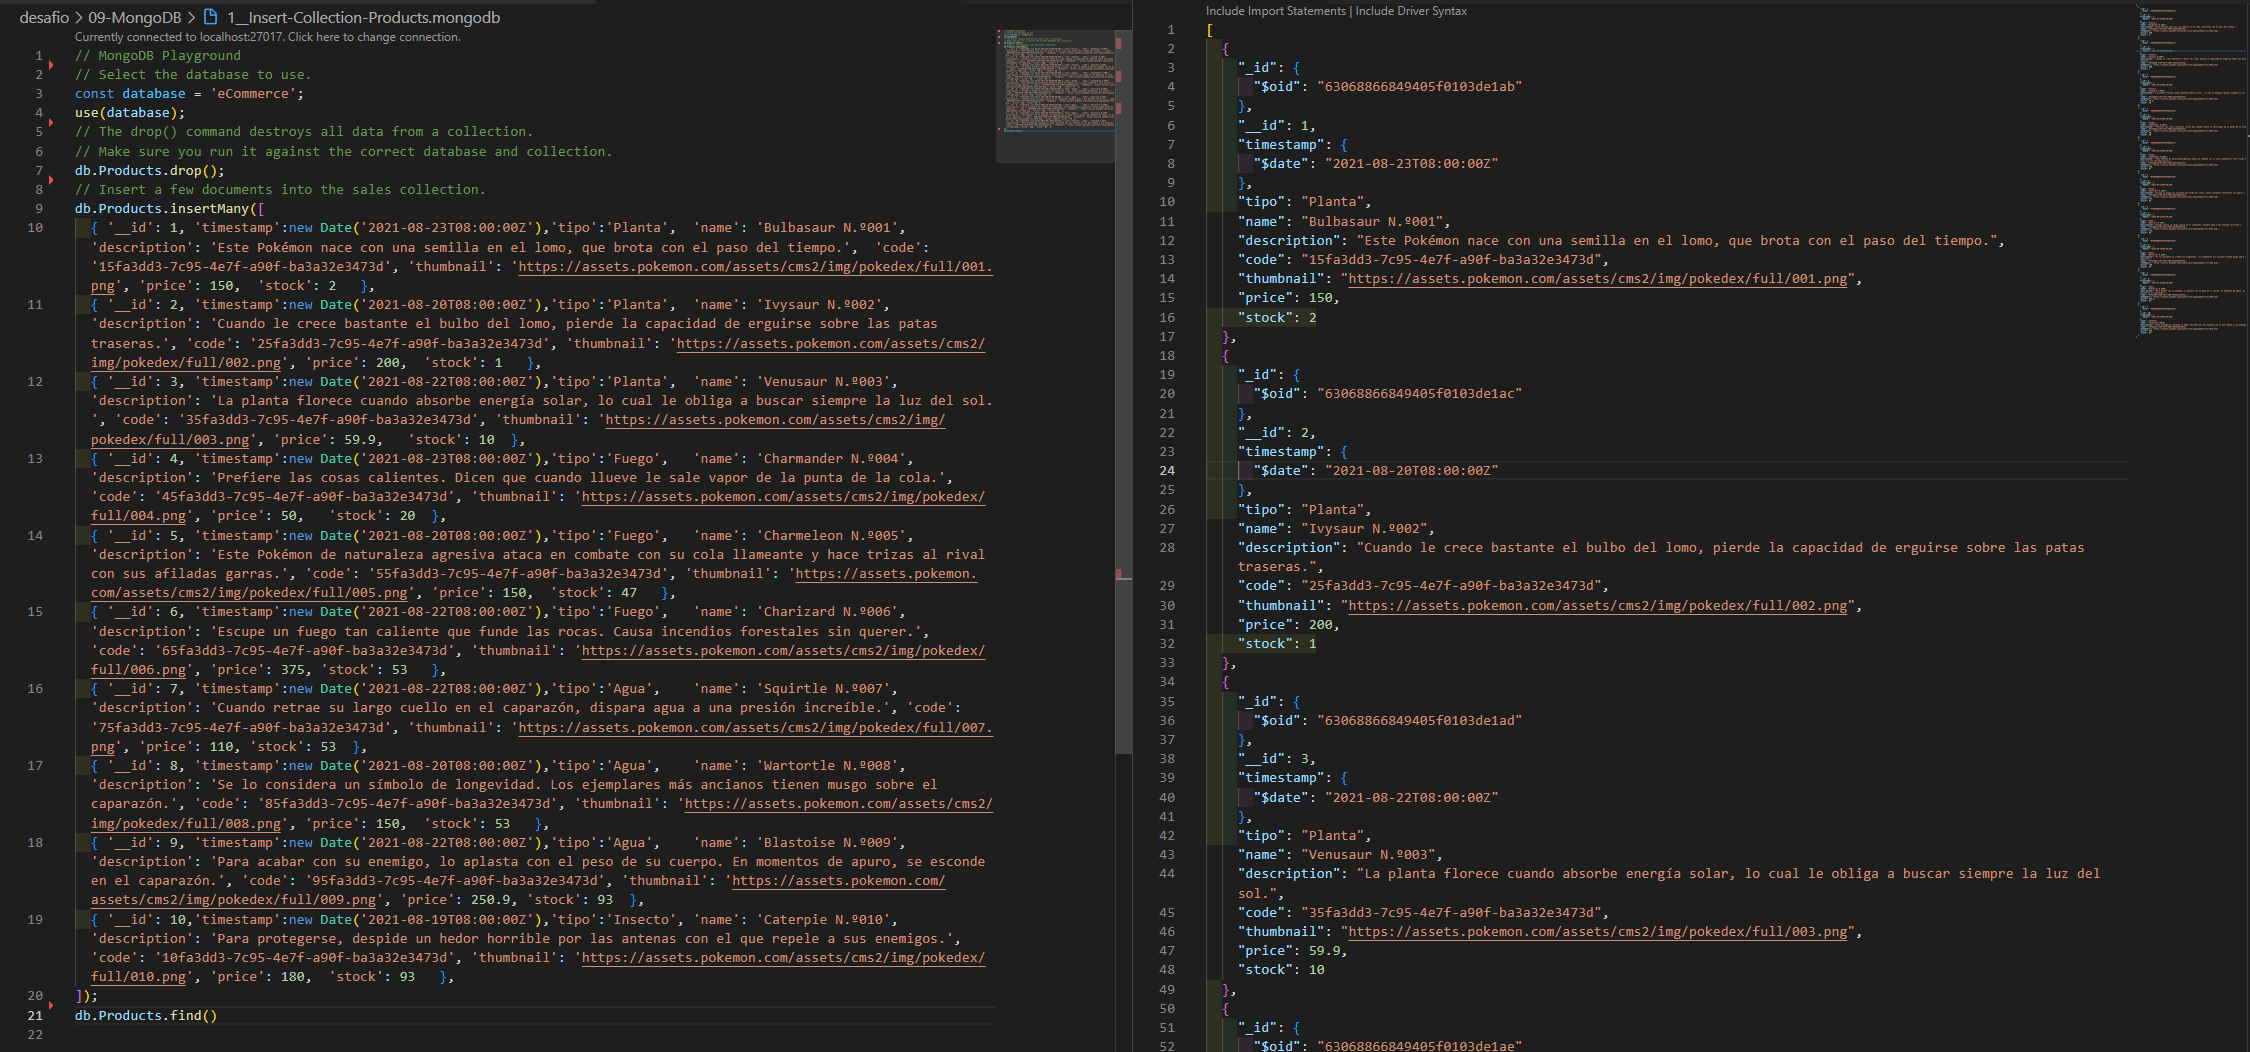 desafio > 09-MongoDB > 1__Insert-Collection-Products.mongodb
Currently connected to localhost:27017. Click here to change connection.
1 // MongoDB Playground
2 // Select the database to use.
3 const database = 'eCommerce';
4 use(database);
5 // The drop() command destroys all data from a collection.
6 // Make sure you run it against the correct database and collection.
7 db.Products.drop();
8 // Insert a few documents into the sales collection.
9 db.Products.insertMany([
10 { '__id': 1, 'timestamp':new Date('2021-08-23T08:00:00Z'),'tipo':'Planta', 'name': 'Bulbasaur N.º001',
'description': 'Este Pokémon nace con una semilla en el lomo, que brota con el paso del tiempo.', 'code':
'15fa3dd3-7c95-4e7f-a90f-ba3a32e3473d', 'thumbnail': 'https://assets.pokemon.com/assets/cms2/img/pokedex/full/001.
png', 'price': 150, 'stock': 2 },
11 { '__id': 2, 'timestamp':new Date('2021-08-20T08:00:00Z'),'tipo':'Planta', 'name': 'Ivysaur N.º002',
'description': 'Cuando le crece bastante el bulbo del lomo, pierde la capacidad de erguirse sobre las patas
traseras.', 'code': '25fa3dd3-7c95-4e7f-a90f-ba3a32e3473d', 'thumbnail': 'https://assets.pokemon.com/assets/cms2/
img/pokedex/full/002.png', 'price': 200, 'stock': 1 },
12 { '__id': 3, 'timestamp':new Date('2021-08-22T08:00:00Z'),'tipo':'Planta', 'name': 'Venusaur N.º003',
'description': 'La planta florece cuando absorbe energía solar, lo cual le obliga a buscar siempre la luz del sol.
', 'code': '35fa3dd3-7c95-4e7f-a90f-ba3a32e3473d', 'thumbnail': 'https://assets.pokemon.com/assets/cms2/img/
pokedex/full/003.png', 'price': 59.9, 'stock': 10 },
13 { '__id': 4, 'timestamp':new Date('2021-08-23T08:00:00Z'),'tipo':'Fuego', 'name': 'Charmander N.º004',
'description': 'Prefiere las cosas calientes. Dicen que cuando llueve le sale vapor de la punta de la cola.',
'code': '45fa3dd3-7c95-4e7f-a90f-ba3a32e3473d', 'thumbnail': 'https://assets.pokemon.com/assets/cms2/img/pokedex/
full/004.png', 'price': 50, 'stock': 20 },
14 { '__id': 5, 'timestamp':new Date('2021-08-20T08:00:00Z'),'tipo':'Fuego', 'name': 'Charmeleon N.º005',
'description': 'Este Pokémon de naturaleza agresiva ataca en combate con su cola llameante y hace trizas al rival
con sus afiladas garras.', 'code': '55fa3dd3-7c95-4e7f-a90f-ba3a32e3473d', 'thumbnail': 'https://assets.pokemon.
com/assets/cms2/img/pokedex/full/005.png', 'price': 150, 'stock': 47 },
15 { '__id': 6, 'timestamp':new Date('2021-08-22T08:00:00Z'),'tipo':'Fuego', 'name': 'Charizard N.º006',
'description': 'Escupe un fuego tan caliente que funde las rocas. Causa incendios forestales sin querer.',
'code': '65fa3dd3-7c95-4e7f-a90f-ba3a32e3473d', 'thumbnail': 'https://assets.pokemon.com/assets/cms2/img/pokedex/
full/006.png', 'price': 375, 'stock': 53 },
16 { '__id': 7, 'timestamp':new Date('2021-08-22T08:00:00Z'),'tipo':'Agua', 'name': 'Squirtle N.º007',
'description': 'Cuando retrae su largo cuello en el caparazón, dispara agua a una presión increíble.', 'code':
'75fa3dd3-7c95-4e7f-a90f-ba3a32e3473d', 'thumbnail': 'https://assets.pokemon.com/assets/cms2/img/pokedex/full/007.
png', 'price': 110, 'stock': 53 },
17 { '__id': 8, 'timestamp':new Date('2021-08-20T08:00:00Z'),'tipo':'Agua', 'name': 'Wartortle N.º008',
'description': 'Se lo considera un símbolo de longevidad. Los ejemplares más ancianos tienen musgo sobre el
caparazón.', 'code': '85fa3dd3-7c95-4e7f-a90f-ba3a32e3473d', 'thumbnail': 'https://assets.pokemon.com/assets/cms2/
img/pokedex/full/008.png', 'price': 150, 'stock': 53 },
18 { '__id': 9, 'timestamp':new Date('2021-08-22T08:00:00Z'),'tipo':'Agua', 'name': 'Blastoise N.º009',
'description': 'Para acabar con su enemigo, lo aplasta con el peso de su cuerpo. En momentos de apuro, se esconde
en el caparazón.', 'code': '95fa3dd3-7c95-4e7f-a90f-ba3a32e3473d', 'thumbnail': 'https://assets.pokemon.com/
assets/cms2/img/pokedex/full/009.png', 'price': 250.9, 'stock': 93 },
19 { '__id': 10,'timestamp':new Date('2021-08-19T08:00:00Z'),'tipo':'Insecto', 'name': 'Caterpie N.º010',
'description': 'Para protegerse, despide un hedor horrible por las antenas con el que repele a sus enemigos.',
'code': '10fa3dd3-7c95-4e7f-a90f-ba3a32e3473d', 'thumbnail': 'https://assets.pokemon.com/assets/cms2/img/pokedex/
full/010.png', 'price': 180, 'stock': 93 },
20 ]);
21 db.Products.find()
22
Include Import Statements | Include Driver Syntax
1 [
2 {
3 "_id": {
4 "$oid": "63068866849405f0103de1ab"
5 },
6 "__id": 1,
7 "timestamp": {
8 "$date": "2021-08-23T08:00:00Z"
9 },
10 "tipo": "Planta",
11 "name": "Bulbasaur N.º001",
12 "description": "Este Pokémon nace con una semilla en el lomo, que brota con el paso del tiempo.",
13 "code": "15fa3dd3-7c95-4e7f-a90f-ba3a32e3473d",
14 "thumbnail": "https://assets.pokemon.com/assets/cms2/img/pokedex/full/001.png",
15 "price": 150,
16 "stock": 2
17 },
18 {
19 "_id": {
20 "$oid": "63068866849405f0103de1ac"
21 },
22 "__id": 2,
23 "timestamp": {
24 "$date": "2021-08-20T08:00:00Z"
25 },
26 "tipo": "Planta",
27 "name": "Ivysaur N.º002",
28 "description": "Cuando le crece bastante el bulbo del lomo, pierde la capacidad de erguirse sobre las patas
traseras.",
29 "code": "25fa3dd3-7c95-4e7f-a90f-ba3a32e3473d",
30 "thumbnail": "https://assets.pokemon.com/assets/cms2/img/pokedex/full/002.png",
31 "price": 200,
32 "stock": 1
33 },
34 {
35 "_id": {
36 "$oid": "63068866849405f0103de1ad"
37 },
38 "__id": 3,
39 "timestamp": {
40 "$date": "2021-08-22T08:00:00Z"
41 },
42 "tipo": "Planta",
43 "name": "Venusaur N.º003",
44 "description": "La planta florece cuando absorbe energía solar, lo cual le obliga a buscar siempre la luz del
sol.",
45 "code": "35fa3dd3-7c95-4e7f-a90f-ba3a32e3473d",
46 "thumbnail": "https://assets.pokemon.com/assets/cms2/img/pokedex/full/003.png",
47 "price": 59.9,
48 "stock": 10
49 },
50 {
51 "_id": {
52 "$oid": "63068866849405f0103de1ae"